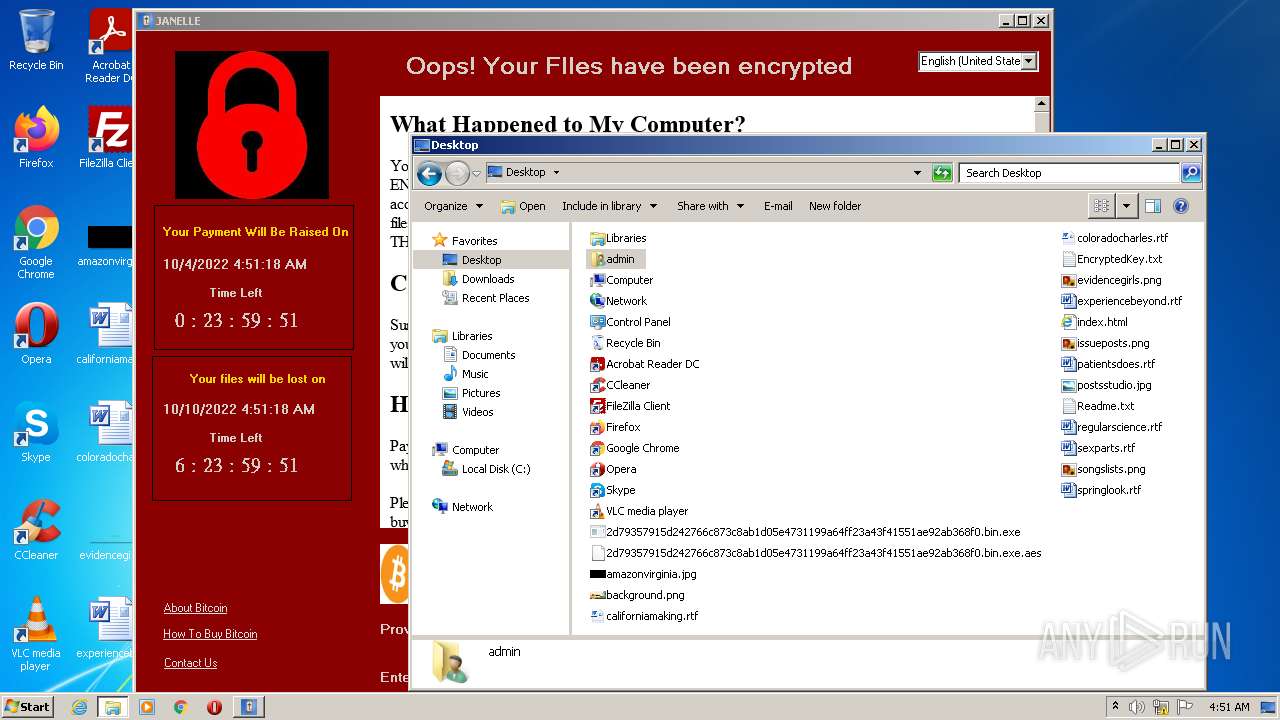 Recycle Bin
Acrobat
Reader D
Firefox
FileZilla Clie
Google
Chrome
amazonvirg
Opera
californiama
Skype
coloradocha
CCleaner
evidencegi
VLC media
player
experienceb
JANELLE
Oops! Your FIles have been encrypted
English (United State
Your Payment Will Be Raised On
10/4/2022 4:51:18 AM
Time Left
0 : 23 : 59 : 51
Your files will be lost on
10/10/2022 4:51:18 AM
Time Left
6 : 23 : 59 : 51
About Bitcoin
How To Buy Bitcoin
Contact Us
What Happened to My Computer?
Yo
EN
acc
file
TH
C
Su
you
wil
H
Pay
wh
Ple
buy
Prov
Ente
Desktop
Desktop
Search Desktop
Organize
Open
Include in library
Share with
E-mail
New folder
Favorites
Desktop
Downloads
Recent Places
Libraries
Documents
Music
Pictures
Videos
Computer
Local Disk (C:)
Network
Libraries
admin
Computer
Network
Control Panel
Recycle Bin
Acrobat Reader DC
CCleaner
FileZilla Client
Firefox
Google Chrome
Opera
Skype
VLC media player
2d79357915d242766c873c8ab1d05e4731199a64ff23a43f41551ae92ab368f0.bin.exe
2d79357915d242766c873c8ab1d05e4731199a64ff23a43f41551ae92ab368f0.bin.exe.aes
amazonvirginia.jpg
background.png
californiamaking.rtf
coloradocharles.rtf
EncryptedKey.txt
evidencegirls.png
experiencebeyond.rtf
index.html
issueposts.png
patientsdoes.rtf
postsstudio.jpg
Readme.txt
regularscience.rtf
sexparts.rtf
songslists.png
springlook.rtf
admin
ANY RUN
Start
4:51 AM